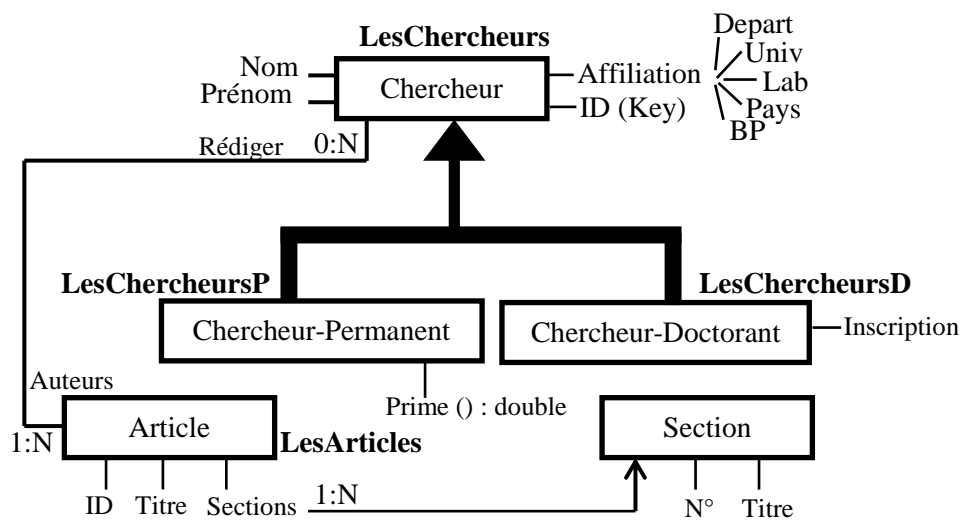 LesChercheurs
Nom
Prénom
Chercheur
Affiliation
ID (Key)
Depart
Univ
Lab
Pays
BP
Rédiger
0:N
LesChercheursP
Chercheur-Permanent
LesChercheursD
Chercheur-Doctorant
Inscription
Prime () : double
Auteurs
1:N
Article
LesArticles
ID
Titre
Sections
1:N
Section
N°
Titre